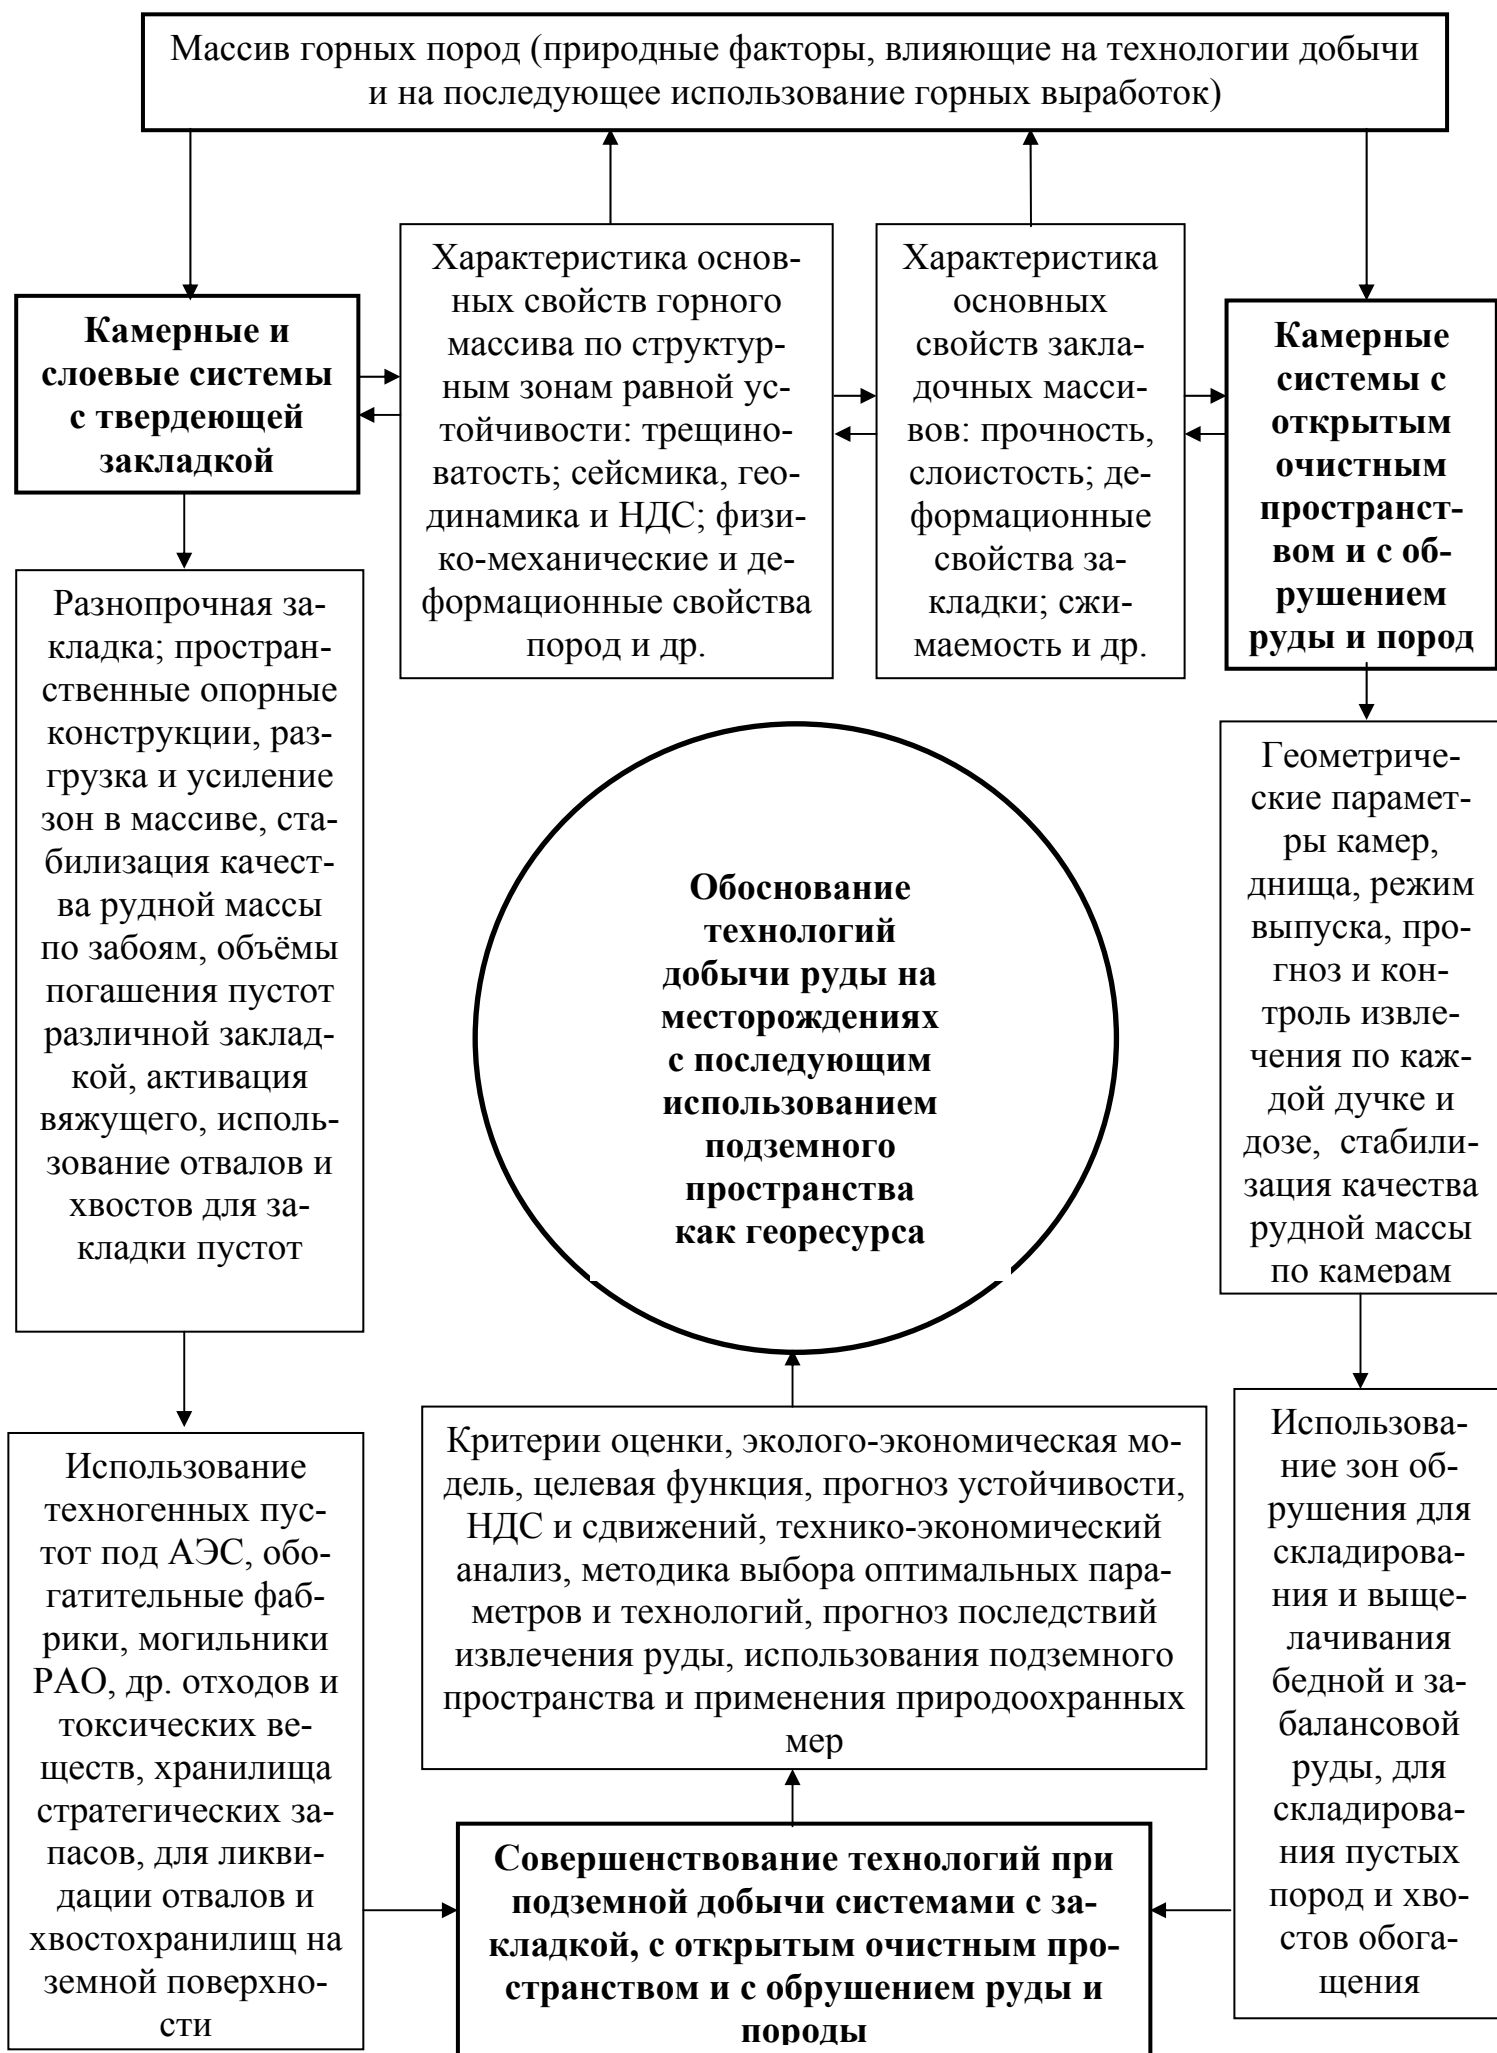 Массив горных пород (природные факторы, влияющие на технологии добычи
и на последующее использование горных выработок)
Камерные и
слоевые системы
с твердеющей
закладкой
Характеристика основ-
ных свойств горного
массива по структур-
ным зонам равной ус-
тойчивости: трещино-
ватость; сейсмика, гео-
динамика и НДС; физи-
ко-механические и де-
формационные свойства
пород и др.
Характеристика
основных
свойств закла-
дочных масси-
вов: прочность,
слоистость; де-
формационные
свойства за-
кладки; сжи-
маемость и др.
Камерные
системы с
открытым
очистным
пространст-
вом и с об-
рушением
руды и пород
Разнопрочная за-
кладка; простран-
ственные опорные
конструкции, раз-
грузка и усиление
зон в массиве, ста-
билизация качест-
ва рудной массы
по забоям, объёмы
погашения пустот
различной заклад-
кой, активация
вяжущего, исполь-
зование отвалов и
хвостов для за-
кладки пустот
Обоснование
технологий
добычи руды на
месторождениях
с последующим
использованием
подземного
пространства
как георесурса
Геометриче-
ские парамет-
ры камер,
днища, режим
выпуска, про-
гноз и кон-
троль извле-
чения по каж-
дой дучке и
дозе, стабили-
зация качества
рудной массы
по камерам
Использование
техногенных пус-
тот под АЭС, обо-
гатительные фаб-
рики, могильники
РАО, др. отходов и
токсических ве-
ществ, хранилища
стратегических за-
пасов, для ликви-
дации отвалов и
хвостохранилищ на
земной поверхно-
сти
Критерии оценки, эколого-экономическая мо-
дель, целевая функция, прогноз устойчивости,
НДС и сдвижений, технико-экономический
анализ, методика выбора оптимальных пара-
метров и технологий, прогноз последствий
извлечения руды, использования подземного
пространства и применения природоохранных
мер
Использова-
ние зон об-
рушения для
складирова-
ния и выще-
лачивания
бедной и за-
балансовой
руды, для
складирова-
ния пустых
пород и хво-
стов обога-
щения
Совершенствование технологий при
подземной добычи системами с за-
кладкой, с открытым очистным про-
странством и с обрушением руды и
породы